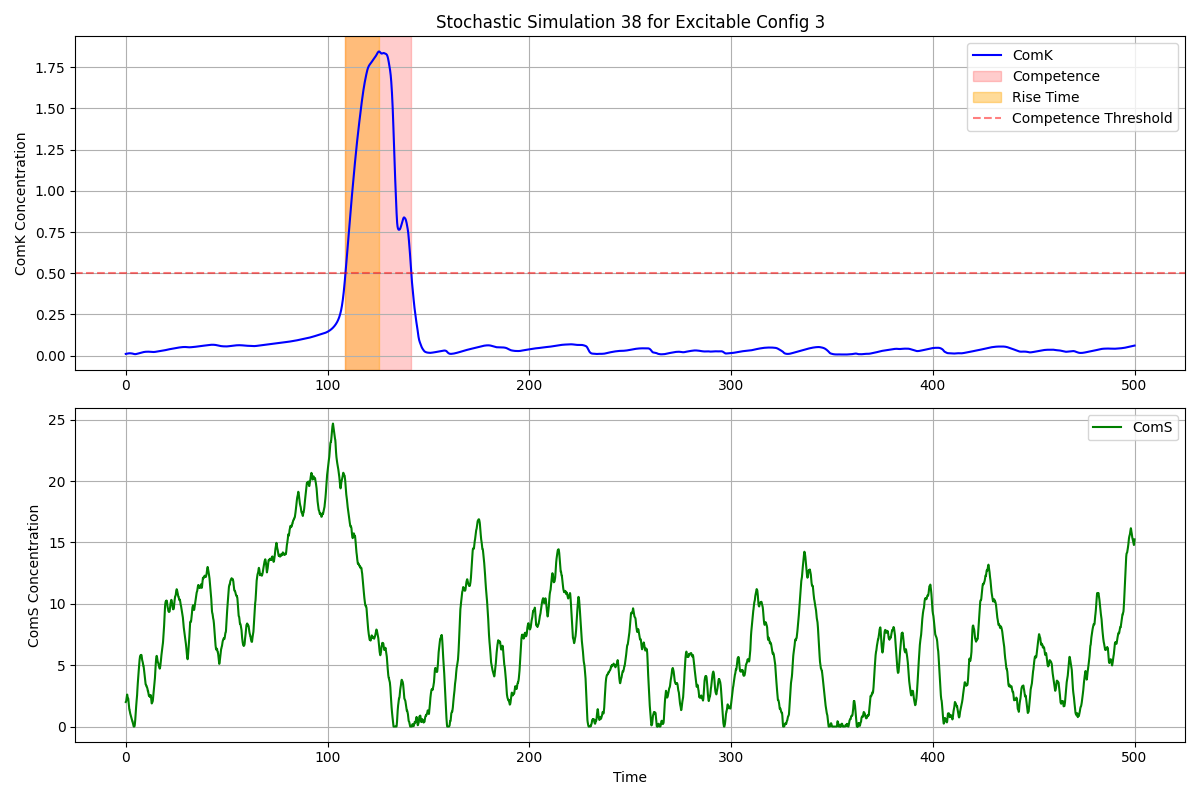 Stochastic Simulation 38 for Excitable Config 3
ComK Concentration
1.75
1.50
1.25
1.00
0.75
0.50
0.25
0.00
ComK
Competence
Rise Time
Competence Threshold
0 100 200 300 400 500
ComS Concentration
25
20
15
10
5
0
ComS
0 100 200 300 400 500
Time